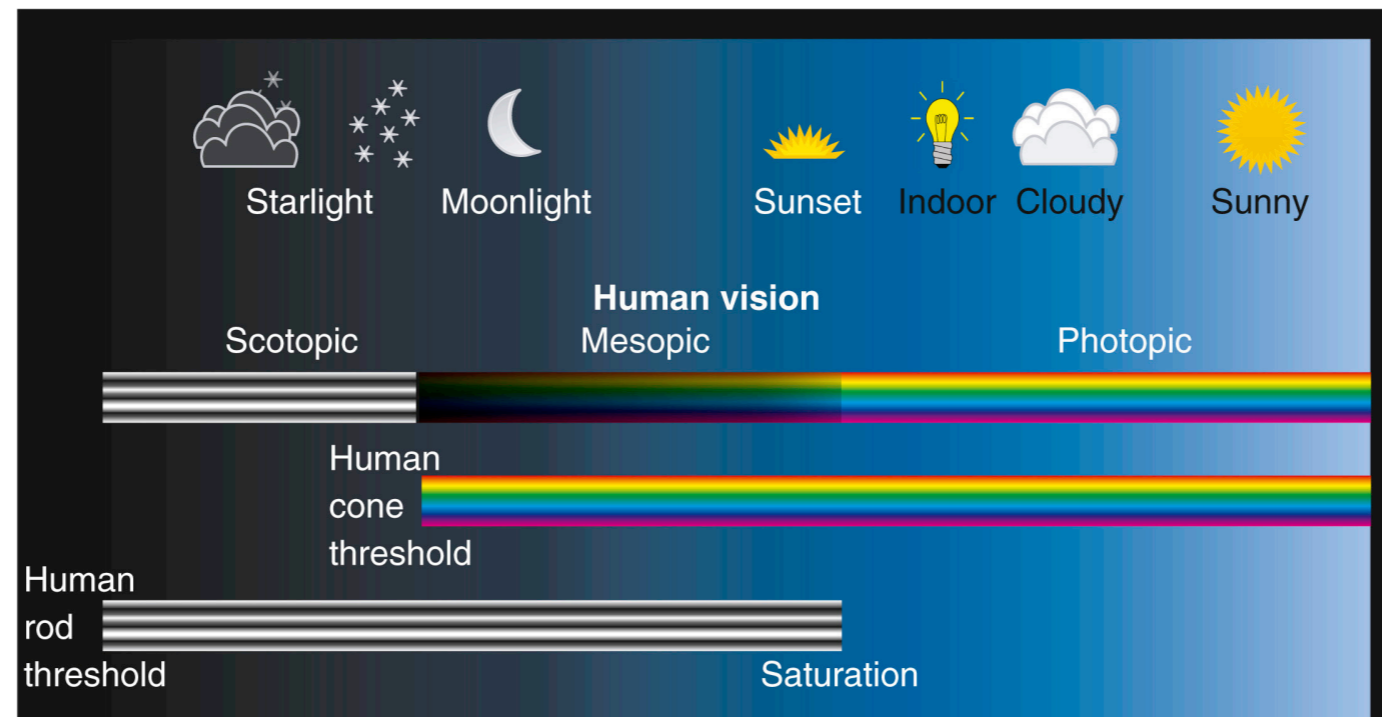 Starlight Moonlight Sunset Indoor Cloudy Sunny
Human vision
Scotopic Mesopic Photopic
Human
cone
threshold
Human
rod
threshold
Saturation